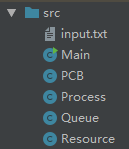 src
input.txt
Main
PCB
Process
Queue
Resource